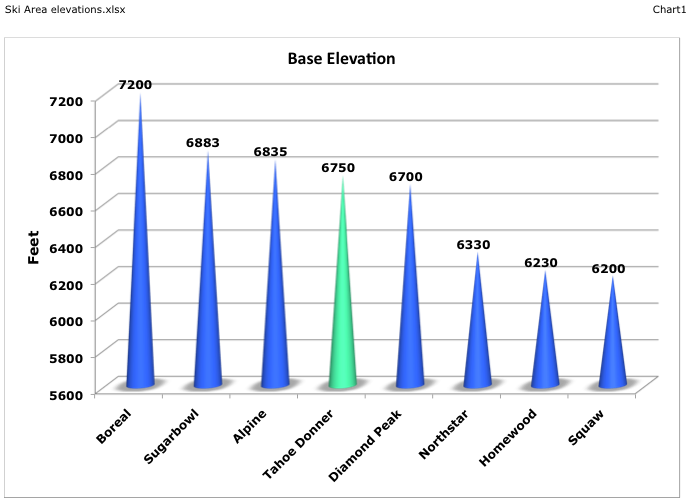 Ski Area elevations.xlsx
Chart1
Base Elevation
7200
7200
7000
6883
6835
6800
6750
6700
6600
6400
6330
6230
6200
6200
6000
5800
5600
Feet
Boreal
Sugarbowl
Alpine
Tahoe Donner
Diamond Peak
Northstar
Homewood
Squaw